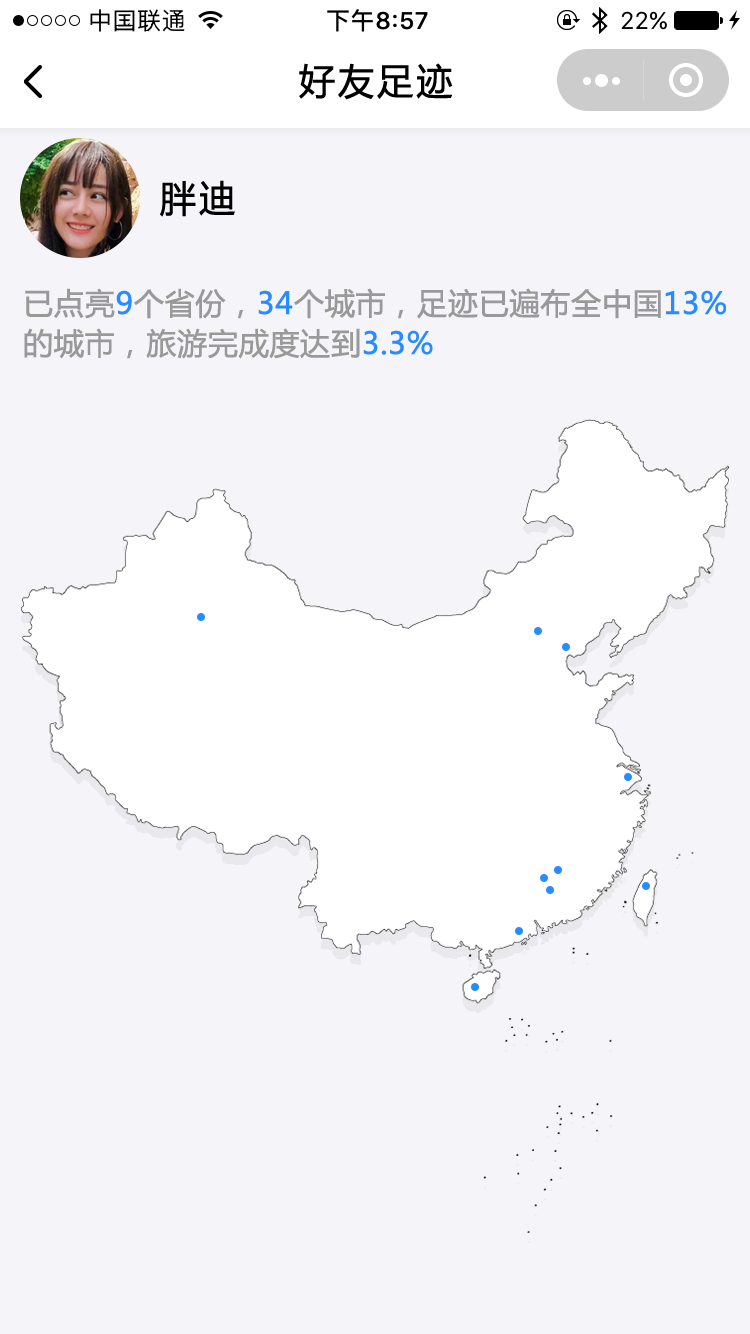 中国联通 下午8:57 22%
好友足迹
胖迪
已点亮9个省份，34个城市，足迹已遍布全中国13%
的城市，旅游完成度达到3.3%